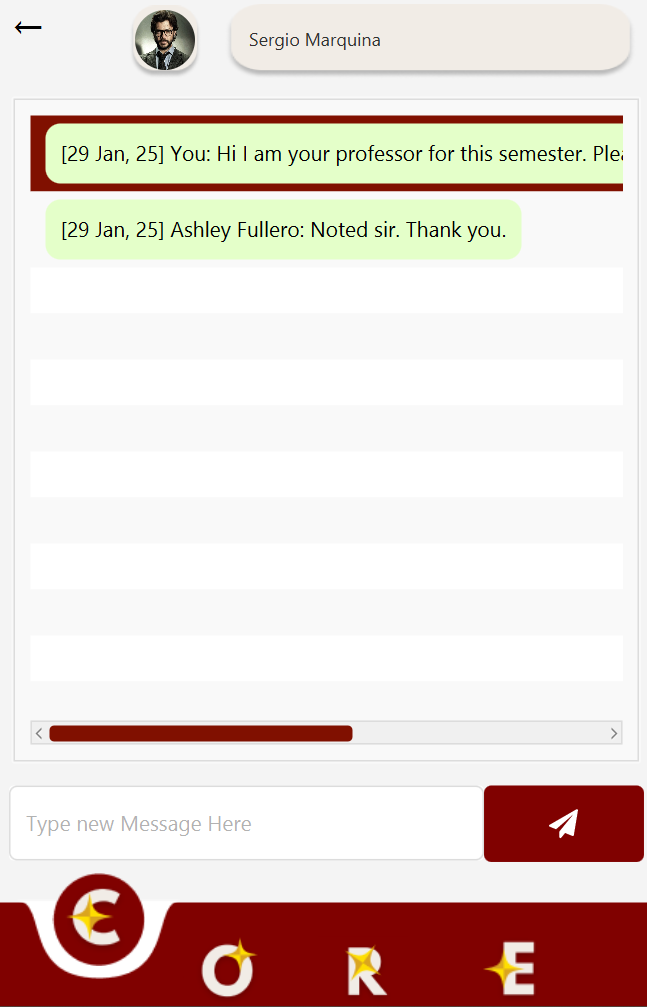 Sergio Marquina
[29 Jan, 25] You: Hi I am your professor for this semester. Plea
[29 Jan, 25] Ashley Fullero: Noted sir. Thank you.
Type new Message Here
C O R E